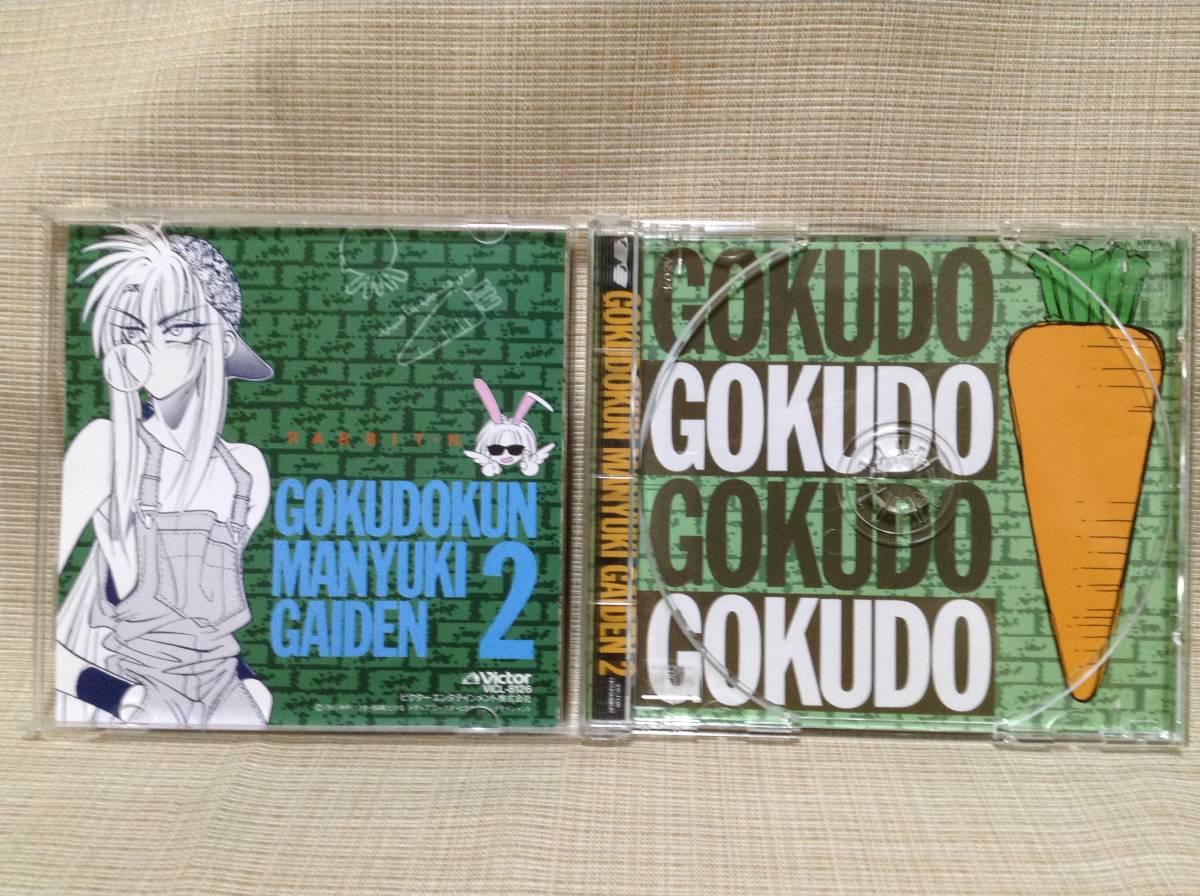 RABBIT·N
GOKUDOKUN
MANYUKI
GAIDEN 2
Victor
VICL-8126
ビクターエンタテインメント株式会社
GOKUDOKUN MANYUKI GAIDEN 2
GOKUDO
GOKUDO
GOKUDO
GOKUDO